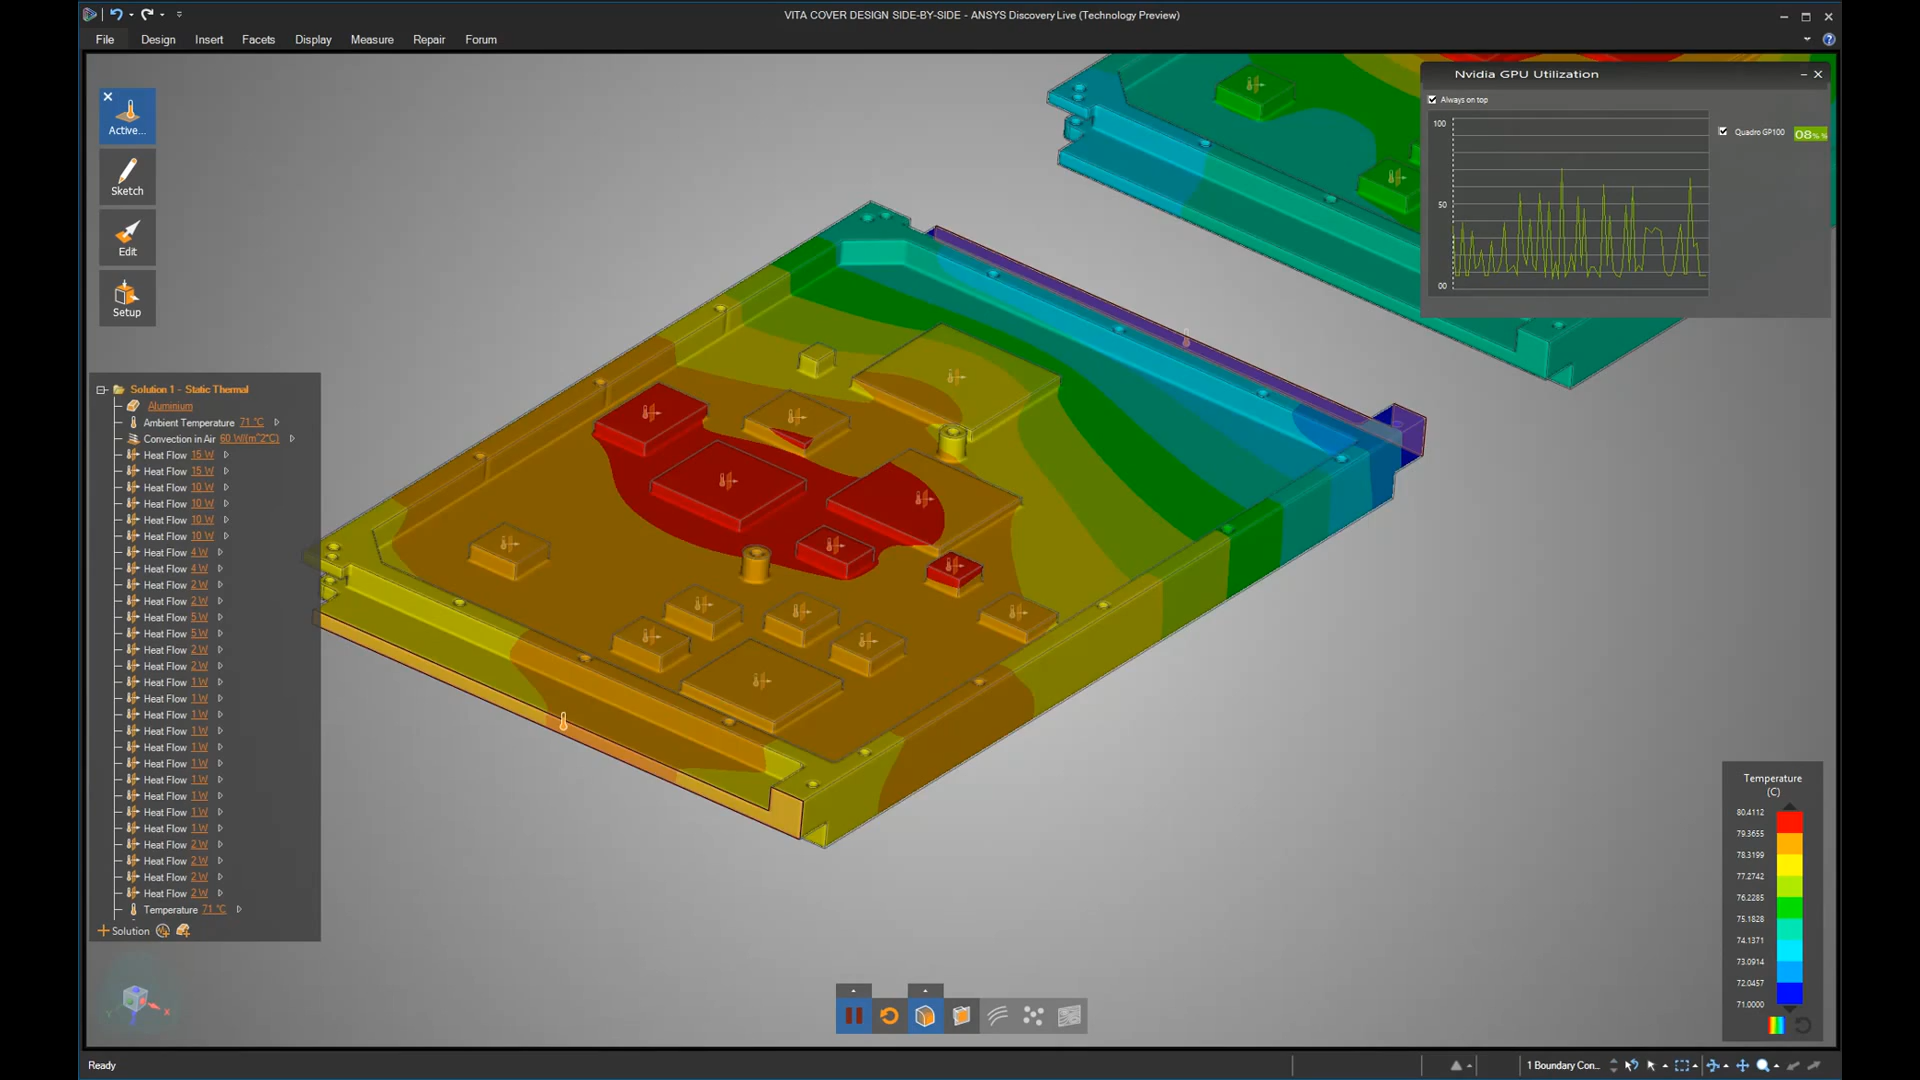 VITA COVER DESIGN SIDE-BY-SIDE - ANSYS Discovery Live (Technology Preview)
File Design Insert Facets Display Measure Repair Forum
Active...
Sketch
Edit
Setup
Nvidia GPU Utilization
Always on top
100
50
00
Quadro GP100
08%
Solution 1 - Static Thermal
Aluminium
Ambient Temperature 71 °C
Convection in Air 60 W/(m^2°C)
Heat Flow 15 W
Heat Flow 15 W
Heat Flow 10 W
Heat Flow 10 W
Heat Flow 10 W
Heat Flow 10 W
Heat Flow 4 W
Heat Flow 4 W
Heat Flow 2 W
Heat Flow 2 W
Heat Flow 5 W
Heat Flow 5 W
Heat Flow 2 W
Heat Flow 2 W
Heat Flow 1 W
Heat Flow 1 W
Heat Flow 1 W
Heat Flow 1 W
Heat Flow 1 W
Heat Flow 1 W
Heat Flow 1 W
Heat Flow 1 W
Heat Flow 1 W
Heat Flow 1 W
Heat Flow 2 W
Heat Flow 2 W
Heat Flow 2 W
Heat Flow 2 W
Temperature 71 °C
Solution
X
Temperature
(C)
80.4112
79.3655
78.3199
77.2742
76.2285
75.1828
74.1371
73.0914
72.0457
71.0000
Ready
1 Boundary Con...